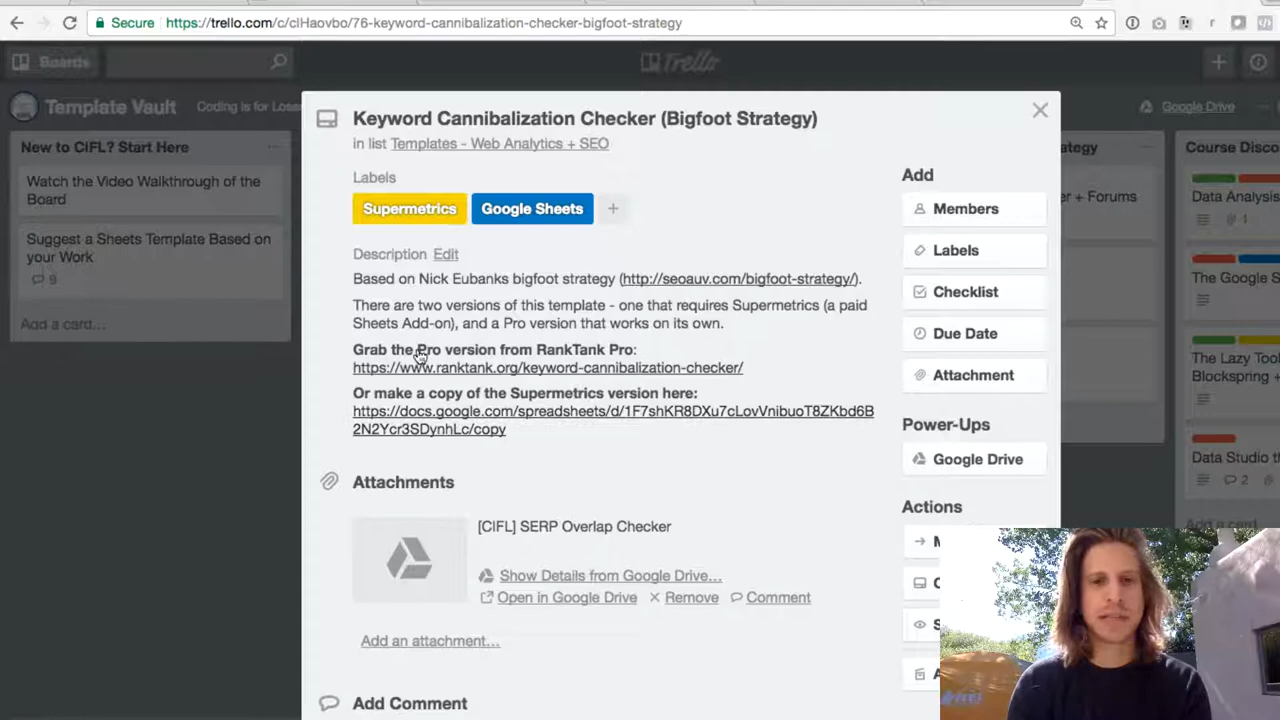 Secure https://trello.com/c/clHaovbo/76-keyword-cannibalization-checker-bigfoot-strategy
Boards
Trello
Template Vault
Coding is for Lose
Google Drive
New to CIFL? Start Here
Watch the Video Walkthrough of the
Board
Suggest a Sheets Template Based on
your Work
9
Add a card...
Keyword Cannibalization Checker (Bigfoot Strategy)
in list Templates - Web Analytics + SEO
Labels
Supermetrics
Google Sheets
+
Description Edit
Based on Nick Eubanks bigfoot strategy (http://seoauv.com/bigfoot-strategy/).
There are two versions of this template - one that requires Supermetrics (a paid
Sheets Add-on), and a Pro version that works on its own.
Grab the Pro version from RankTank Pro:
https://www.ranktank.org/keyword-cannibalization-checker/
Or make a copy of the Supermetrics version here:
https://docs.google.com/spreadsheets/d/1F7shKR8DXu7cLovVnibuoT8ZKbd6B
2N2Ycr3SDynhLc/copy
Attachments
[CIFL] SERP Overlap Checker
Show Details from Google Drive...
Open in Google Drive × Remove Comment
Add an attachment...
Add Comment
Add
Members
Labels
Checklist
Due Date
Attachment
Power-Ups
Google Drive
Actions
tegy
er + Forums
Course Disco
Data Analysis
1
The Google S
The Lazy Tool
Blockspring +
Data Studio t
2
Add a card